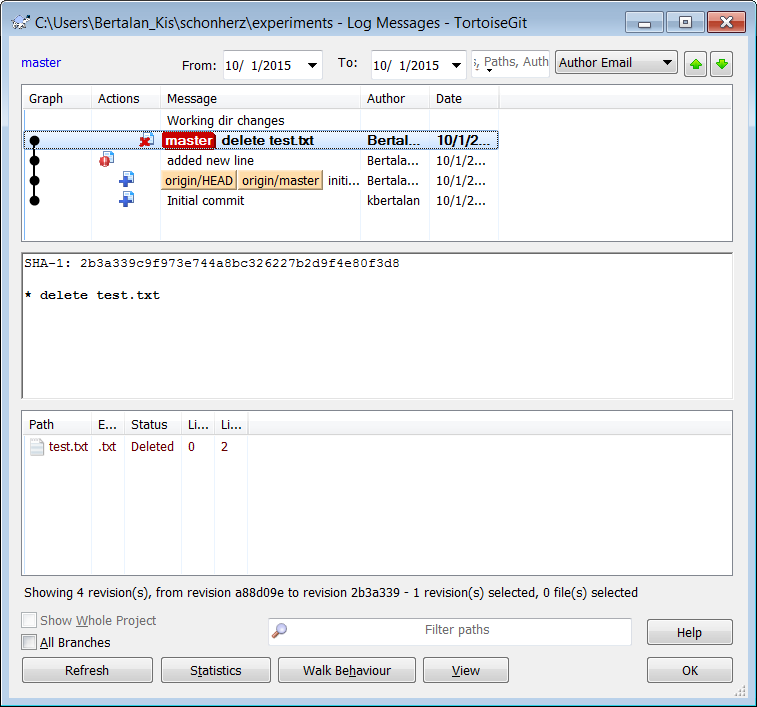 C:\Users\Bertalan_Kis\schonherz\experiments - Log Messages - TortoiseGit
master From: 10/ 1/2015 To: 10/ 1/2015 Paths, Auth Author Email
Graph Actions Message Author Date
Working dir changes
master delete test.txt Bertal... 10/1/2...
added new line Bertala... 10/1/2...
origin/HEAD origin/master initi... Bertala... 10/1/2...
Initial commit kbertalan 10/1/2...
SHA-1: 2b3a339c9f973e744a8bc326227b2d9f4e80f3d8
* delete test.txt
Path E... Status Li... Li...
test.txt .txt Deleted 0 2
Showing 4 revision(s), from revision a88d09e to revision 2b3a339 - 1 revision(s) selected, 0 file(s) selected
Show Whole Project
Filter paths
Help
All Branches
Refresh Statistics Walk Behaviour View OK